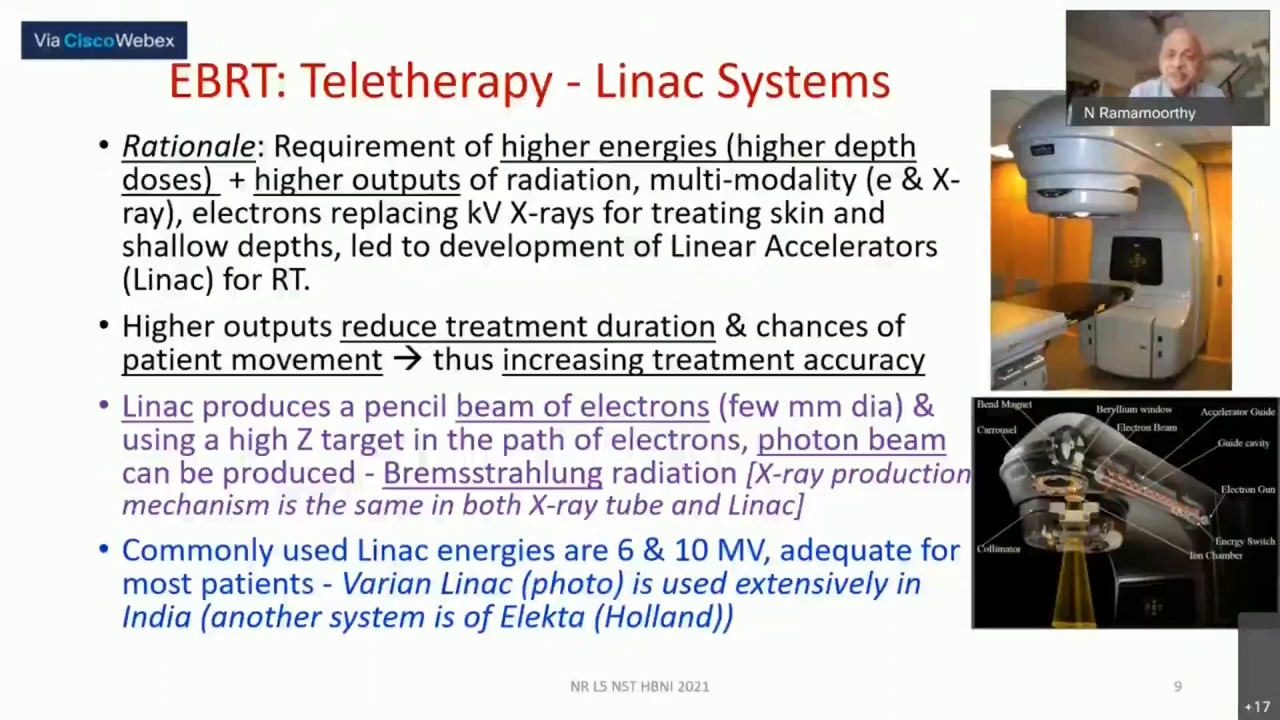 Via CiscoWebex
N Ramamoorthy
EBRT: Teletherapy - Linac Systems
• Rationale: Requirement of higher energies (higher depth
doses) + higher outputs of radiation, multi-modality (e & X-
ray), electrons replacing kV X-rays for treating skin and
shallow depths, led to development of Linear Accelerators
(Linac) for RT.
• Higher outputs reduce treatment duration & chances of
patient movement → thus increasing treatment accuracy
• Linac produces a pencil beam of electrons (few mm dia) &
using a high Z target in the path of electrons, photon beam
can be produced - Bremsstrahlung radiation [X-ray production
mechanism is the same in both X-ray tube and Linac]
• Commonly used Linac energies are 6 & 10 MV, adequate for
most patients - Varian Linac (photo) is used extensively in
India (another system is of Elekta (Holland))
Bend Magnet
Beryllium window
Accelerator Guide
Carrousel
Electron Beam
Guide cavity
Electron Gun
Energy Switch
Collimator
Ion Chamber
NR L5 NST HBNI 2021
9
+17